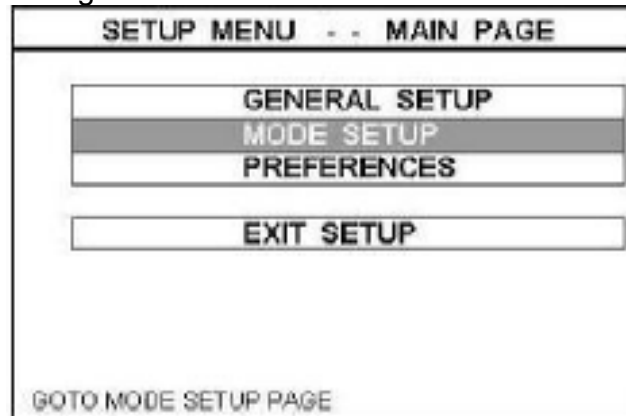 SETUP MENU - - MAIN PAGE
GENERAL SETUP
MODE SETUP
PREFERENCES
EXIT SETUP
GOTO MODE SETUP PAGE